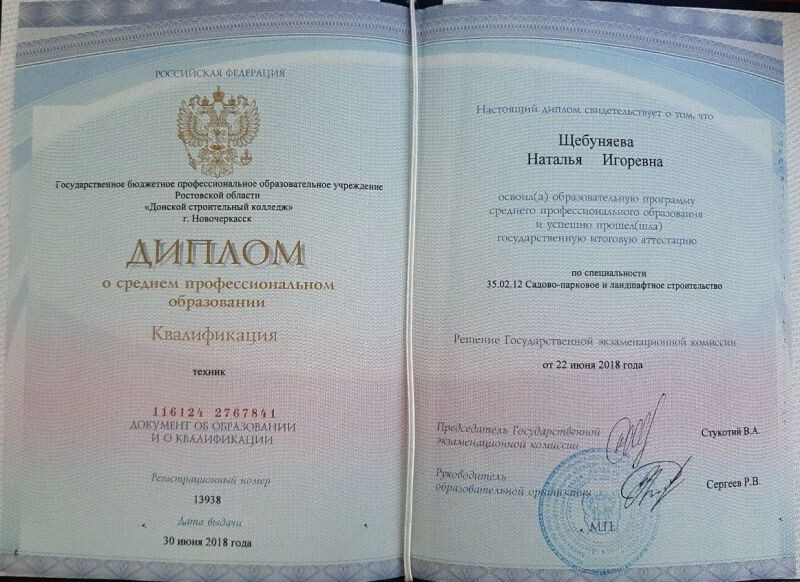 РОССИЙСКАЯ ФЕДЕРАЦИЯ
Государственное бюджетное профессиональное образовательное учреждение
Ростовской области
«Донской строительный колледж»
г. Новочеркасск
ДИПЛОМ
о среднем профессиональном
образовании
Квалификация
техник
116124 2767841
ДОКУМЕНТ ОБ ОБРАЗОВАНИИ
И О КВАЛИФИКАЦИИ
Регистрационный номер
13938
Дата выдачи
30 июня 2018 года
Настоящий диплом свидетельствует о том, что
Щебуняева
Наталья Игоревна
освоил(а) образовательную программу
среднего профессионального образования
и успешно прошел(шла)
государственную итоговую аттестацию
по специальности
35.02.12 Садово-парковое и ландшафтное строительство
Решение Государственной экзаменационной комиссии
от 22 июня 2018 года
Председатель Государственной
экзаменационной комиссии
Стукотий В.А.
Руководитель
образовательной организации
Сергеев Р.В.
М.П.